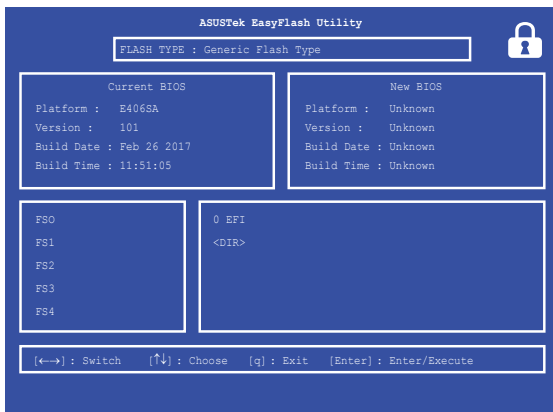 ASUSTek EasyFlash Utility
FLASH TYPE : Generic Flash Type
Current BIOS
Platform : E406SA
Version : 101
Build Date : Feb 26 2017
Build Time : 11:51:05
New BIOS
Platform : Unknown
Version : Unknown
Build Date : Unknown
Build Time : Unknown
FSO
FS1
FS2
FS3
FS4
0 EFI
<DIR>
[←→] : Switch [↑↓] : Choose [q] : Exit [Enter] : Enter/Execute